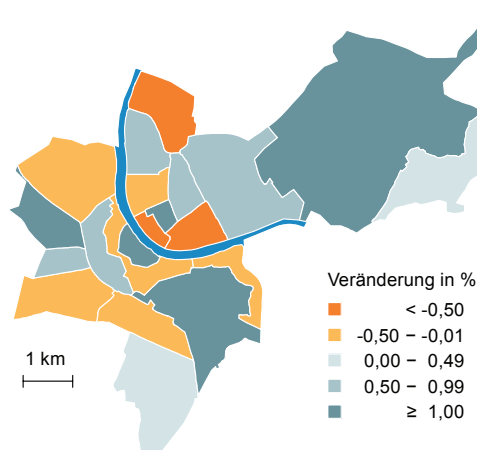 Veränderung in %
< -0,50
-0,50 – -0,01
0,00 – 0,49
0,50 – 0,99
≥ 1,00
1 km